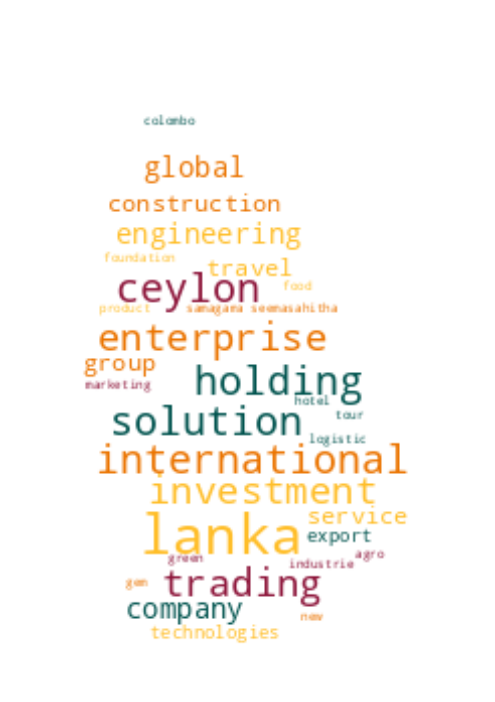 colombo
global
construction
engineering
foundation
travel
ceylon
food
product
samagama seemasahitha
enterprise
group
holding
marketing
hotel
solution
tour
logistic
international
investment
lanka
service
export
green
agro
industrie
trading
gem
company
new
technologies